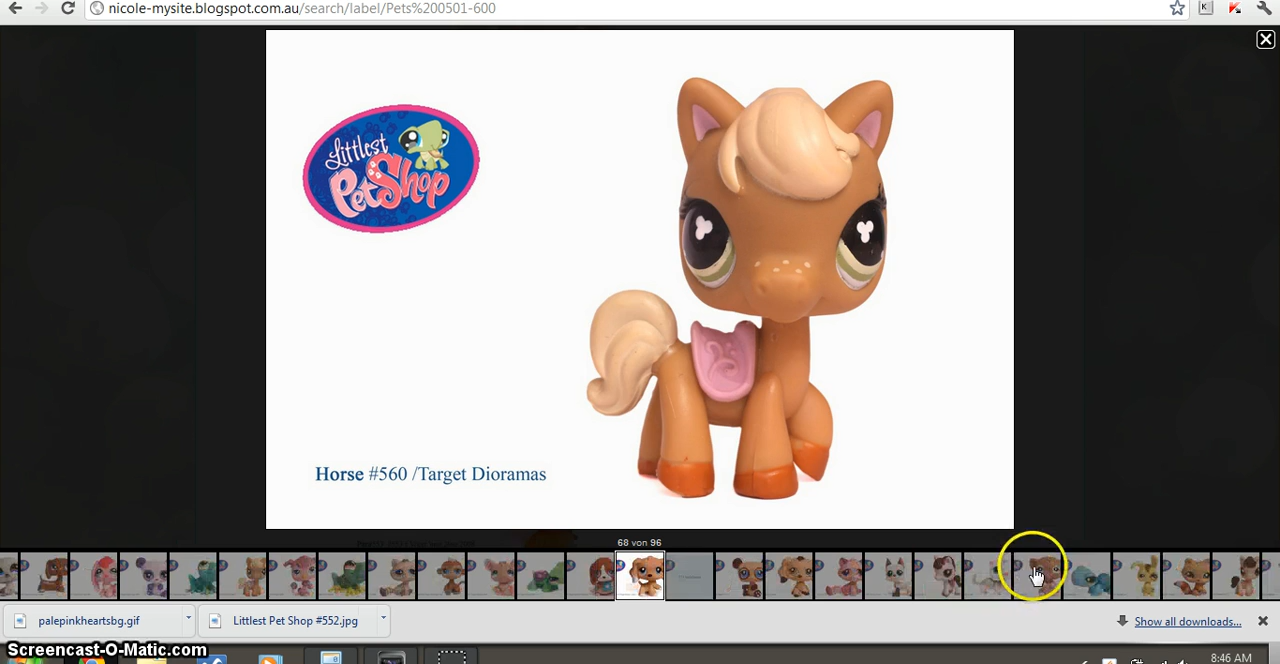 nicole-mysite.blogspot.com.au/search/label/Pets%200501-600
K
Littlest
PetShop
Horse #560 /Target Dioramas
68 von 96
palepinkheartsbg.gif
Littlest Pet Shop #552.jpg
Show all downloads...
Screencast-O-Matic.com
8:46 AM